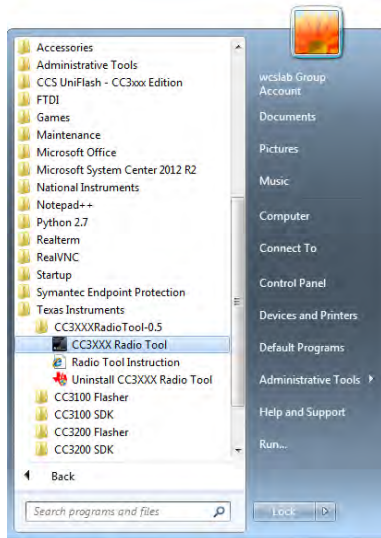 Accessories
Administrative Tools
CCS UniFlash - CC3xxx Edition
FTDI
Games
Maintenance
Microsoft Office
Microsoft System Center 2012 R2
National Instruments
Notepad++
Python 2.7
Realterm
RealVNC
Startup
Symantec Endpoint Protection
Texas Instruments
CC3XXXRadioTool-0.5
CC3XXX Radio Tool
Radio Tool Instruction
Uninstall CC3XXX Radio Tool
CC3100 Flasher
CC3100 SDK
CC3200 Flasher
CC3200 SDK
Back
Search programs and files
wcslab Group
Account
Documents
Pictures
Music
Computer
Connect To
Control Panel
Devices and Printers
Default Programs
Administrative Tools
Help and Support
Run...
Lock